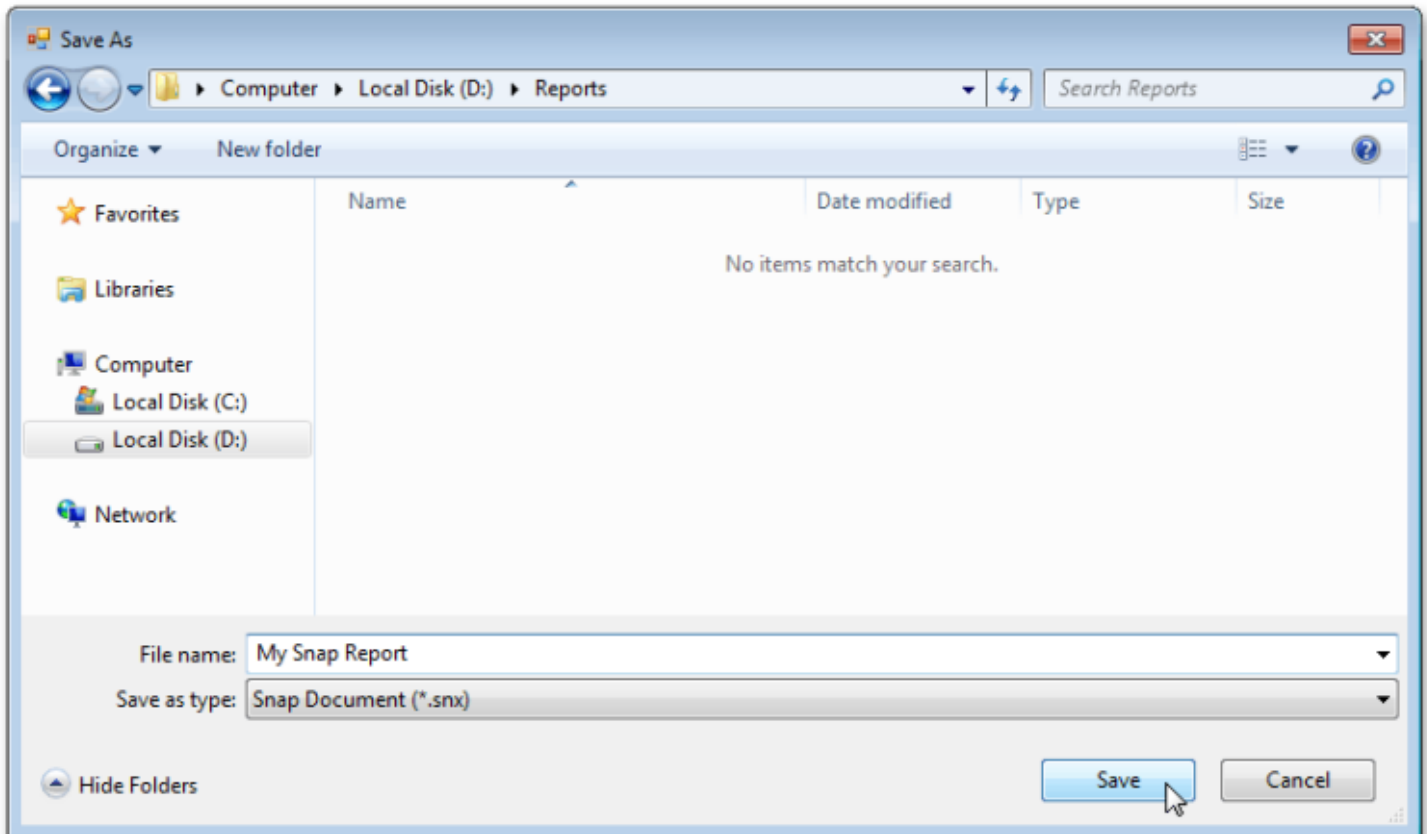 Save As
Computer Local Disk (D:) Reports
Search Reports
Organize New folder
Name Date modified Type Size
Favorites
No items match your search.
Libraries
Computer
Local Disk (C:)
Local Disk (D:)
Network
File name: My Snap Report
Save as type: Snap Document (*.snx)
Hide Folders Save Cancel